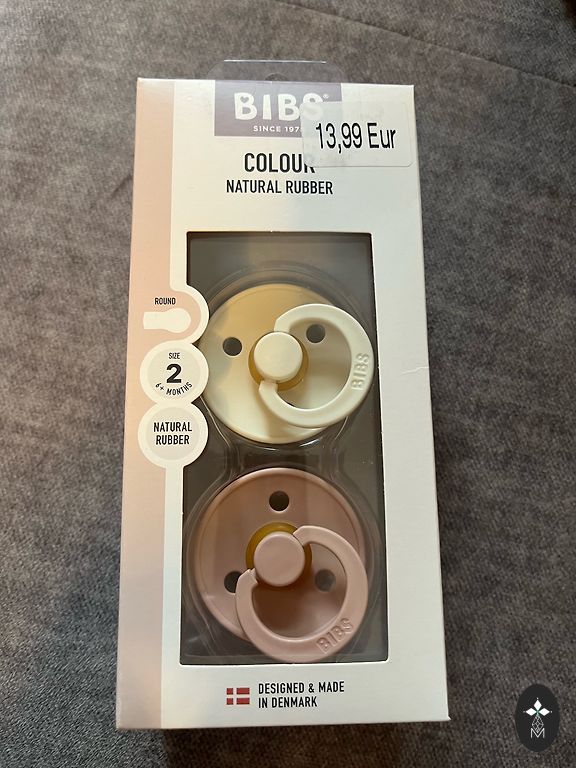 BIBS
SINCE 197
13,99 Eur
COLOUR
NATURAL RUBBER
ROUND
SIZE
2
6+ MONTHS
NATURAL
RUBBER
BIBS
BIBS
DESIGNED & MADE
IN DENMARK
M